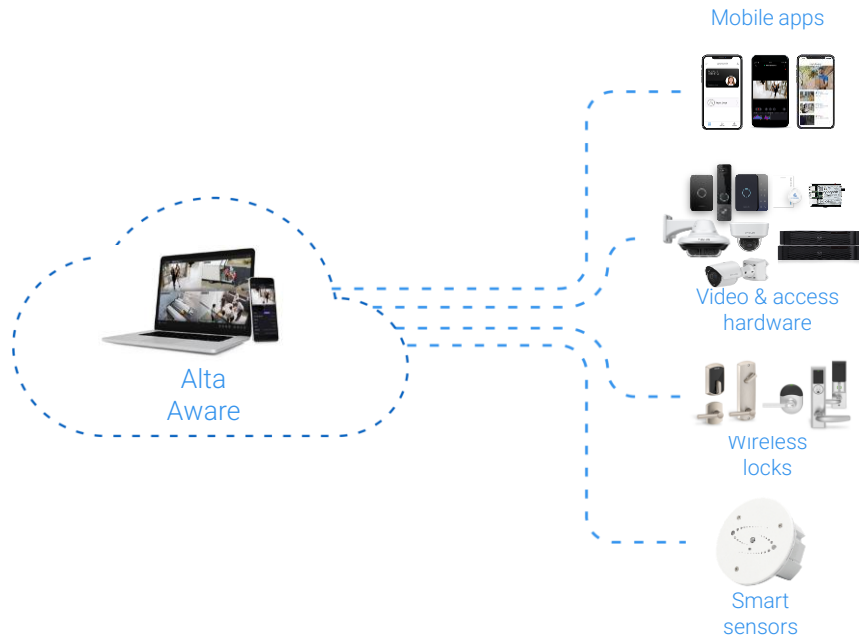 Mobile apps
Video & access
hardware
Alta
Aware
Wireless
locks
Smart
sensors